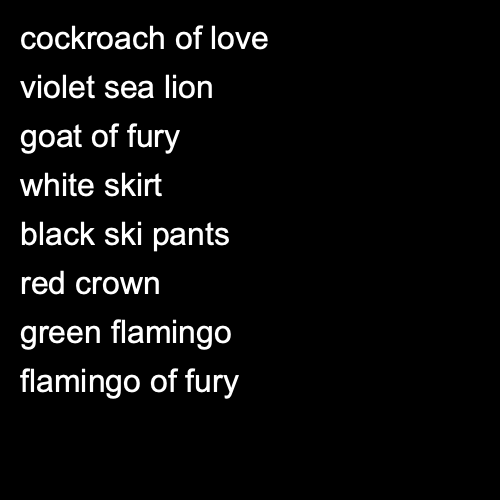 cockroach of love
violet sea lion
goat of fury
white skirt
black ski pants
red crown
green flamingo
flamingo of fury